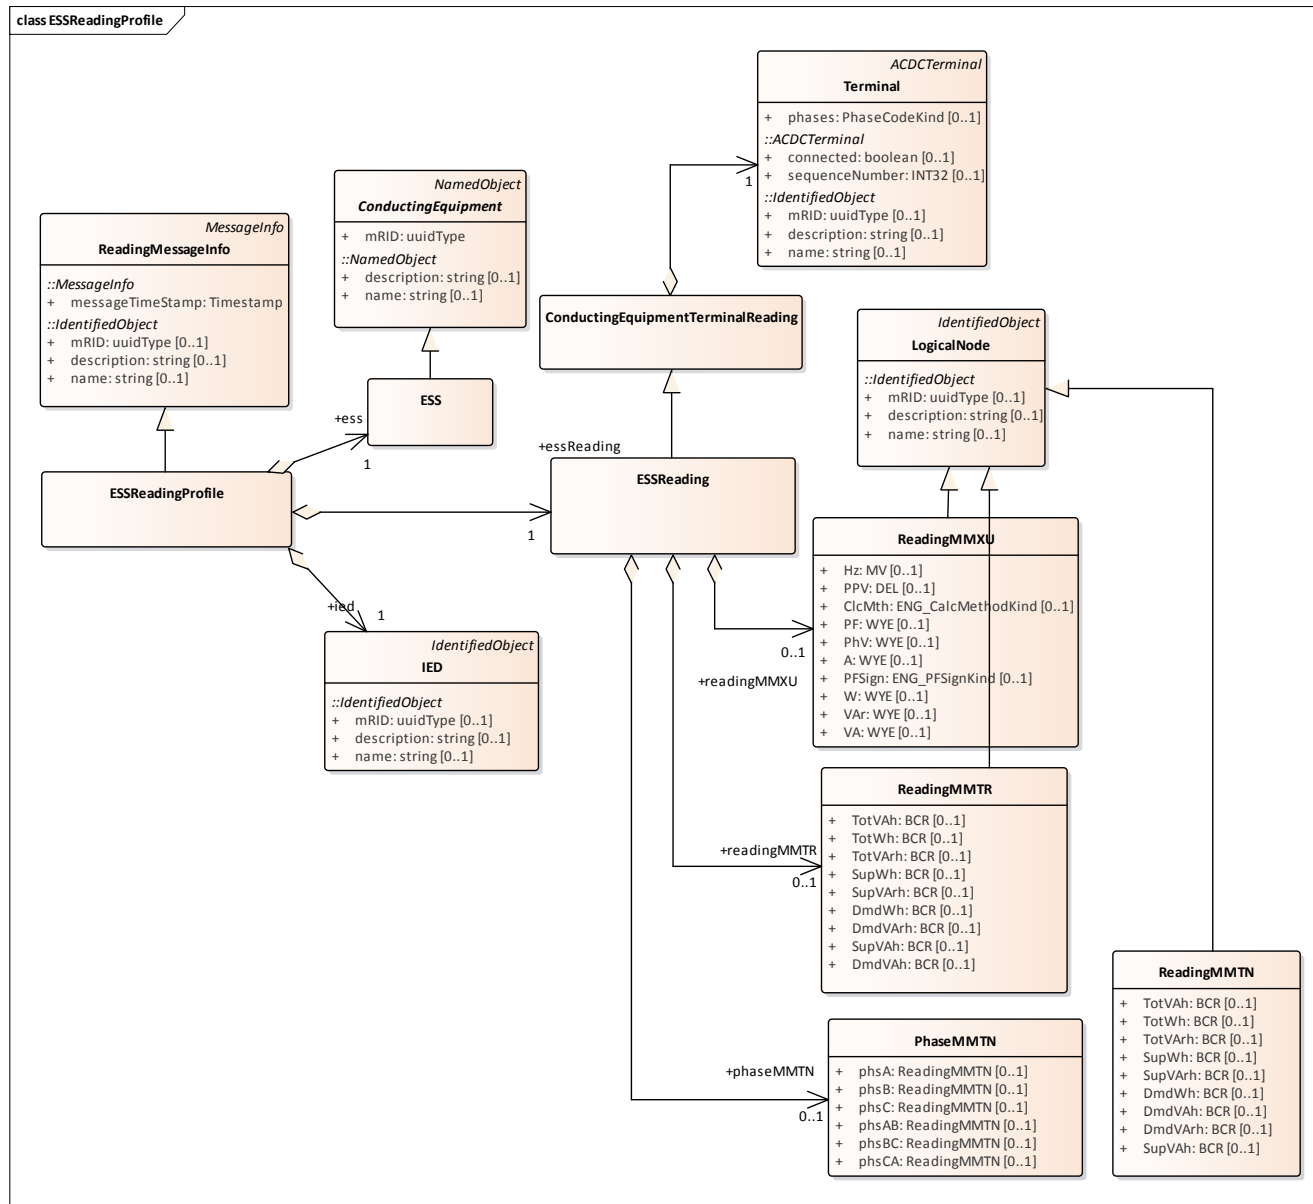 class ESSReadingProfile
ACDCTerminal
Terminal
+ phases: PhaseCodeKind [0..1]
::ACDCTerminal
+ connected: boolean [0..1]
+ sequenceNumber: INT32 [0..1]
::IdentifiedObject
+ mRID: uuidType [0..1]
+ description: string [0..1]
+ name: string [0..1]
1
NamedObject
ConductingEquipment
+ mRID: uuidType
::NamedObject
+ description: string [0..1]
+ name: string [0..1]
MessageInfo
ReadingMessageInfo
::MessageInfo
+ messageTimeStamp: Timestamp
::IdentifiedObject
+ mRID: uuidType [0..1]
+ description: string [0..1]
+ name: string [0..1]
ConductingEquipmentTerminalReading
IdentifiedObject
LogicalNode
::IdentifiedObject
+ mRID: uuidType [0..1]
+ description: string [0..1]
+ name: string [0..1]
ESS
+ess
1
+essReading
ESSReadingProfile
ESSReading
1
+ied
1
IdentifiedObject
IED
::IdentifiedObject
+ mRID: uuidType [0..1]
+ description: string [0..1]
+ name: string [0..1]
ReadingMMXU
+ Hz: MV [0..1]
+ PPV: DEL [0..1]
+ ClcMth: ENG_CalcMethodKind [0..1]
+ PF: WYE [0..1]
+ PhV: WYE [0..1]
+ A: WYE [0..1]
+ PFSign: ENG_PFSignKind [0..1]
+ W: WYE [0..1]
+ VAr: WYE [0..1]
+ VA: WYE [0..1]
0..1
+readingMMXU
ReadingMMTR
+ TotVAh: BCR [0..1]
+ TotWh: BCR [0..1]
+ TotVArh: BCR [0..1]
+ SupWh: BCR [0..1]
+ SupVArh: BCR [0..1]
+ DmdWh: BCR [0..1]
+ DmdVArh: BCR [0..1]
+ SupVAh: BCR [0..1]
+ DmdVAh: BCR [0..1]
+readingMMTR
0..1
ReadingMMTN
+ TotVAh: BCR [0..1]
+ TotWh: BCR [0..1]
+ TotVArh: BCR [0..1]
+ SupWh: BCR [0..1]
+ SupVArh: BCR [0..1]
+ DmdWh: BCR [0..1]
+ DmdVAh: BCR [0..1]
+ DmdVArh: BCR [0..1]
+ SupVAh: BCR [0..1]
PhaseMMTN
+ phsA: ReadingMMTN [0..1]
+ phsB: ReadingMMTN [0..1]
+ phsC: ReadingMMTN [0..1]
+ phsAB: ReadingMMTN [0..1]
+ phsBC: ReadingMMTN [0..1]
+ phsCA: ReadingMMTN [0..1]
+phaseMMTN
0..1